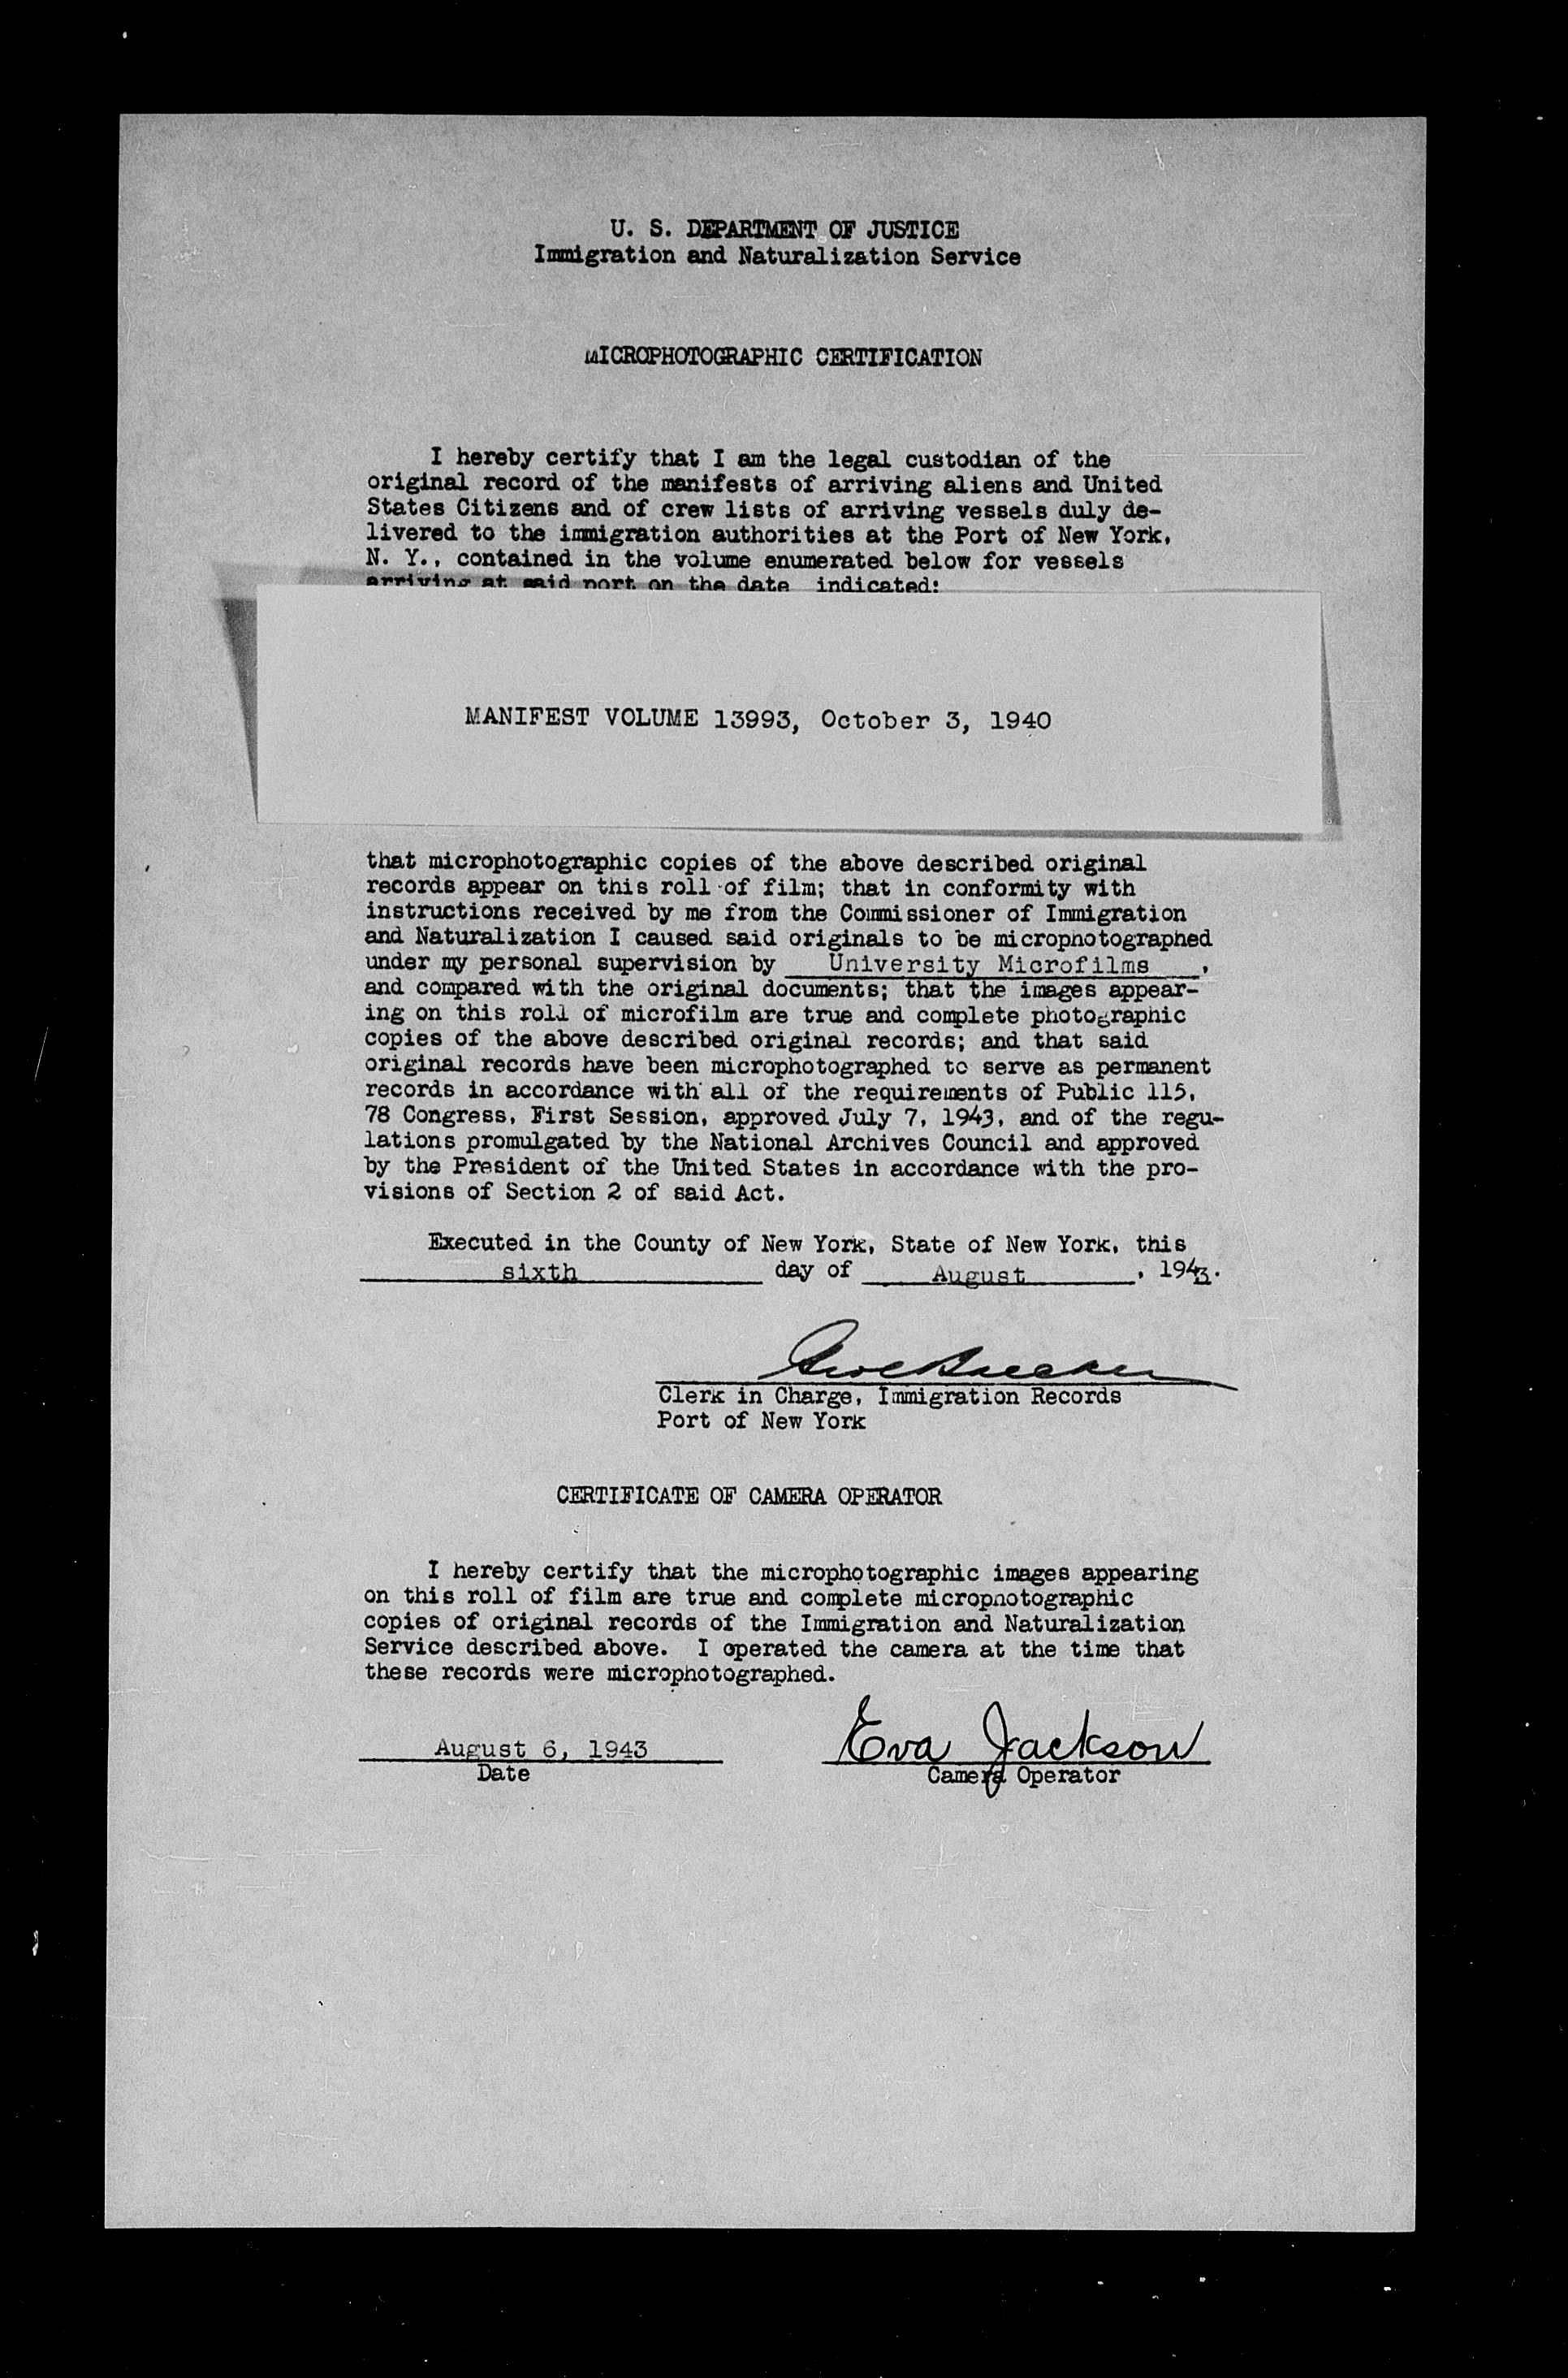 U. S. DEPARTMENT OF JUSTICE
Immigration and Naturalization Service
MICROPHOTOGRAPHIC CERTIFICATION
I hereby certify that I am the legal custodian of the
original record of the manifests of arriving aliens and United
States Citizens and of crew lists of arriving vessels duly de-
livered to the immigration authorities at the Port of New York,
N. Y., contained in the volume enumerated below for vessels
arriving at said port on the date indicated:
MANIFEST VOLUME 13993, October 3, 1940
that microphotographic copies of the above described original
records appear on this roll of film; that in conformity with
instructions received by me from the Commissioner of Immigration
and Naturalization I caused said originals to be microphotographed
under my personal supervision by University Microfilms,
and compared with the original documents; that the images appear-
ing on this roll of microfilm are true and complete photographic
copies of the above described original records; and that said
original records have been microphotographed to serve as permanent
records in accordance with all of the requirements of Public 115,
78 Congress, First Session, approved July 7, 1943, and of the regu-
lations promulgated by the National Archives Council and approved
by the President of the United States in accordance with the pro-
visions of Section 2 of said Act.
Executed in the County of New York, State of New York, this
sixth day of August, 1943.
Clerk in Charge, Immigration Records
Port of New York
CERTIFICATE OF CAMERA OPERATOR
I hereby certify that the microphotographic images appearing
on this roll of film are true and complete microphotographic
copies of original records of the Immigration and Naturalization
Service described above. I operated the camera at the time that
these records were microphotographed.
August 6, 1943 Eva Jackson
Date Camera Operator